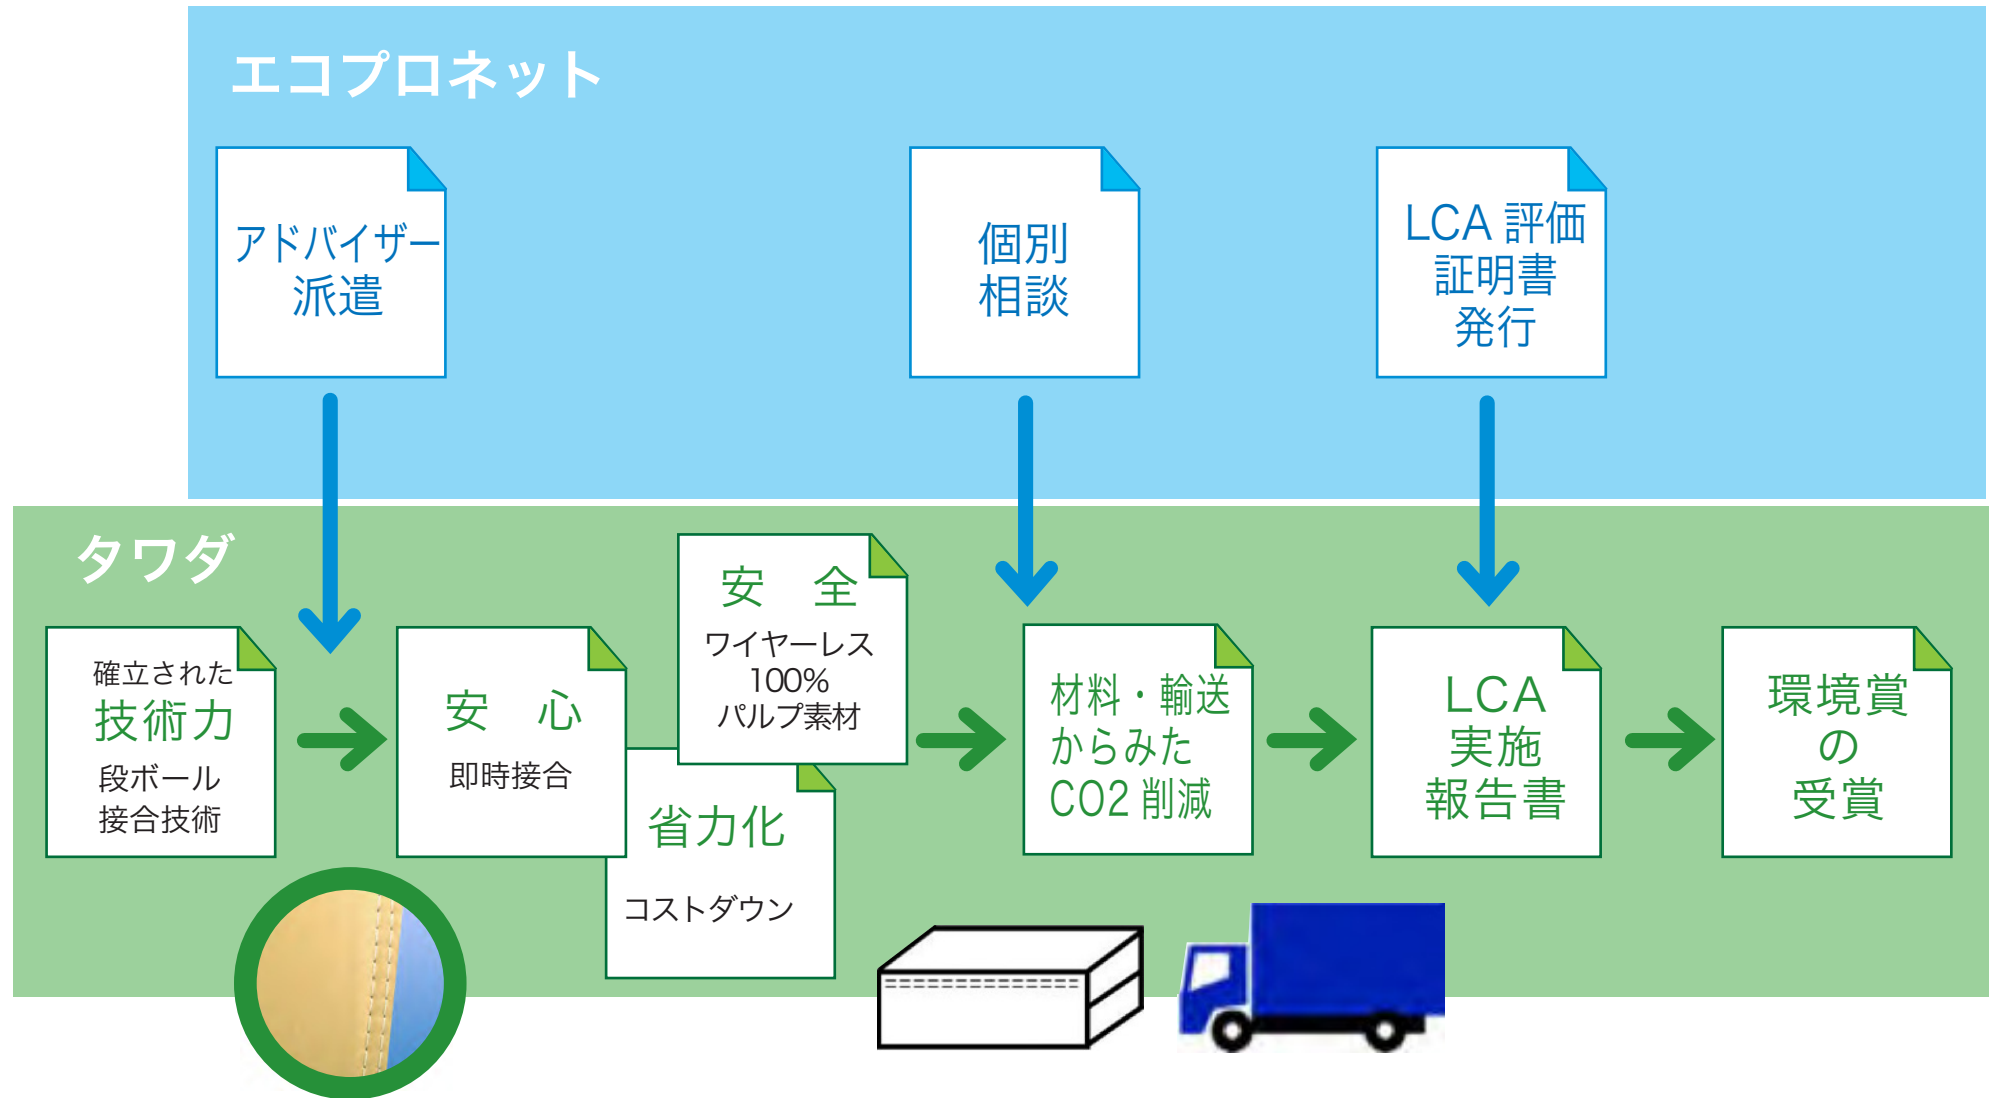 エコプロネット
アドバイザー
派遣
個別
相談
LCA 評価
証明書
発行
タワダ
確立された
技術力
段ボール
接合技術
安　心
即時接合
安　全
ワイヤーレス
100%
パルプ素材
省力化
コストダウン
材料・輸送
からみた
CO2 削減
LCA
実施
報告書
環境賞
の
受賞